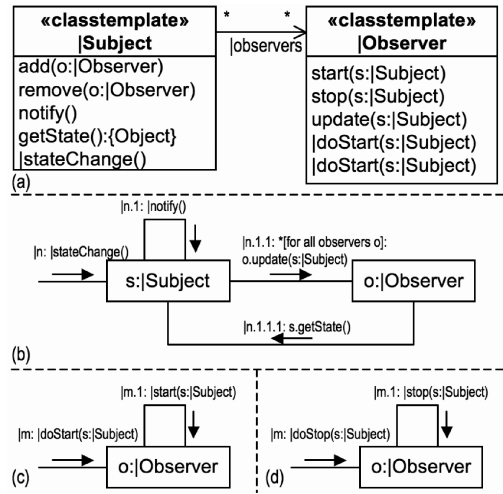 «classtemplate»
|Subject
add(o:|Observer)
remove(o:|Observer)
notify()
getState():{Object}
|stateChange()
* *
|observers
«classtemplate»
|Observer
start(s:|Subject)
stop(s:|Subject)
update(s:|Subject)
|doStart(s:|Subject)
|doStart(s:|Subject)
(a)
|n.1: |notify()
|n: |stateChange()
s:|Subject
|n.1.1: *[for all observers o]:
o.update(s:|Subject)
o:|Observer
|n.1.1.1: s.getState()
(b)
|m.1: |start(s:|Subject)
|m: |doStart(s:|Subject)
o:|Observer
(c)
|m.1: |stop(s:|Subject)
|m: |doStop(s:|Subject)
o:|Observer
(d)